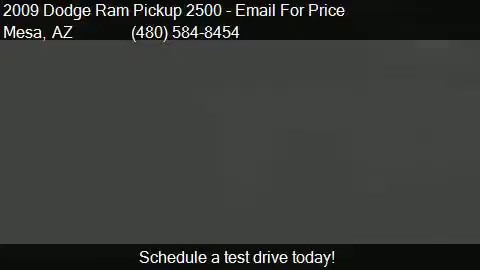 2009 Dodge Ram Pickup 2500 - Email For Price
Mesa, AZ (480) 584-8454
Schedule a test drive today!